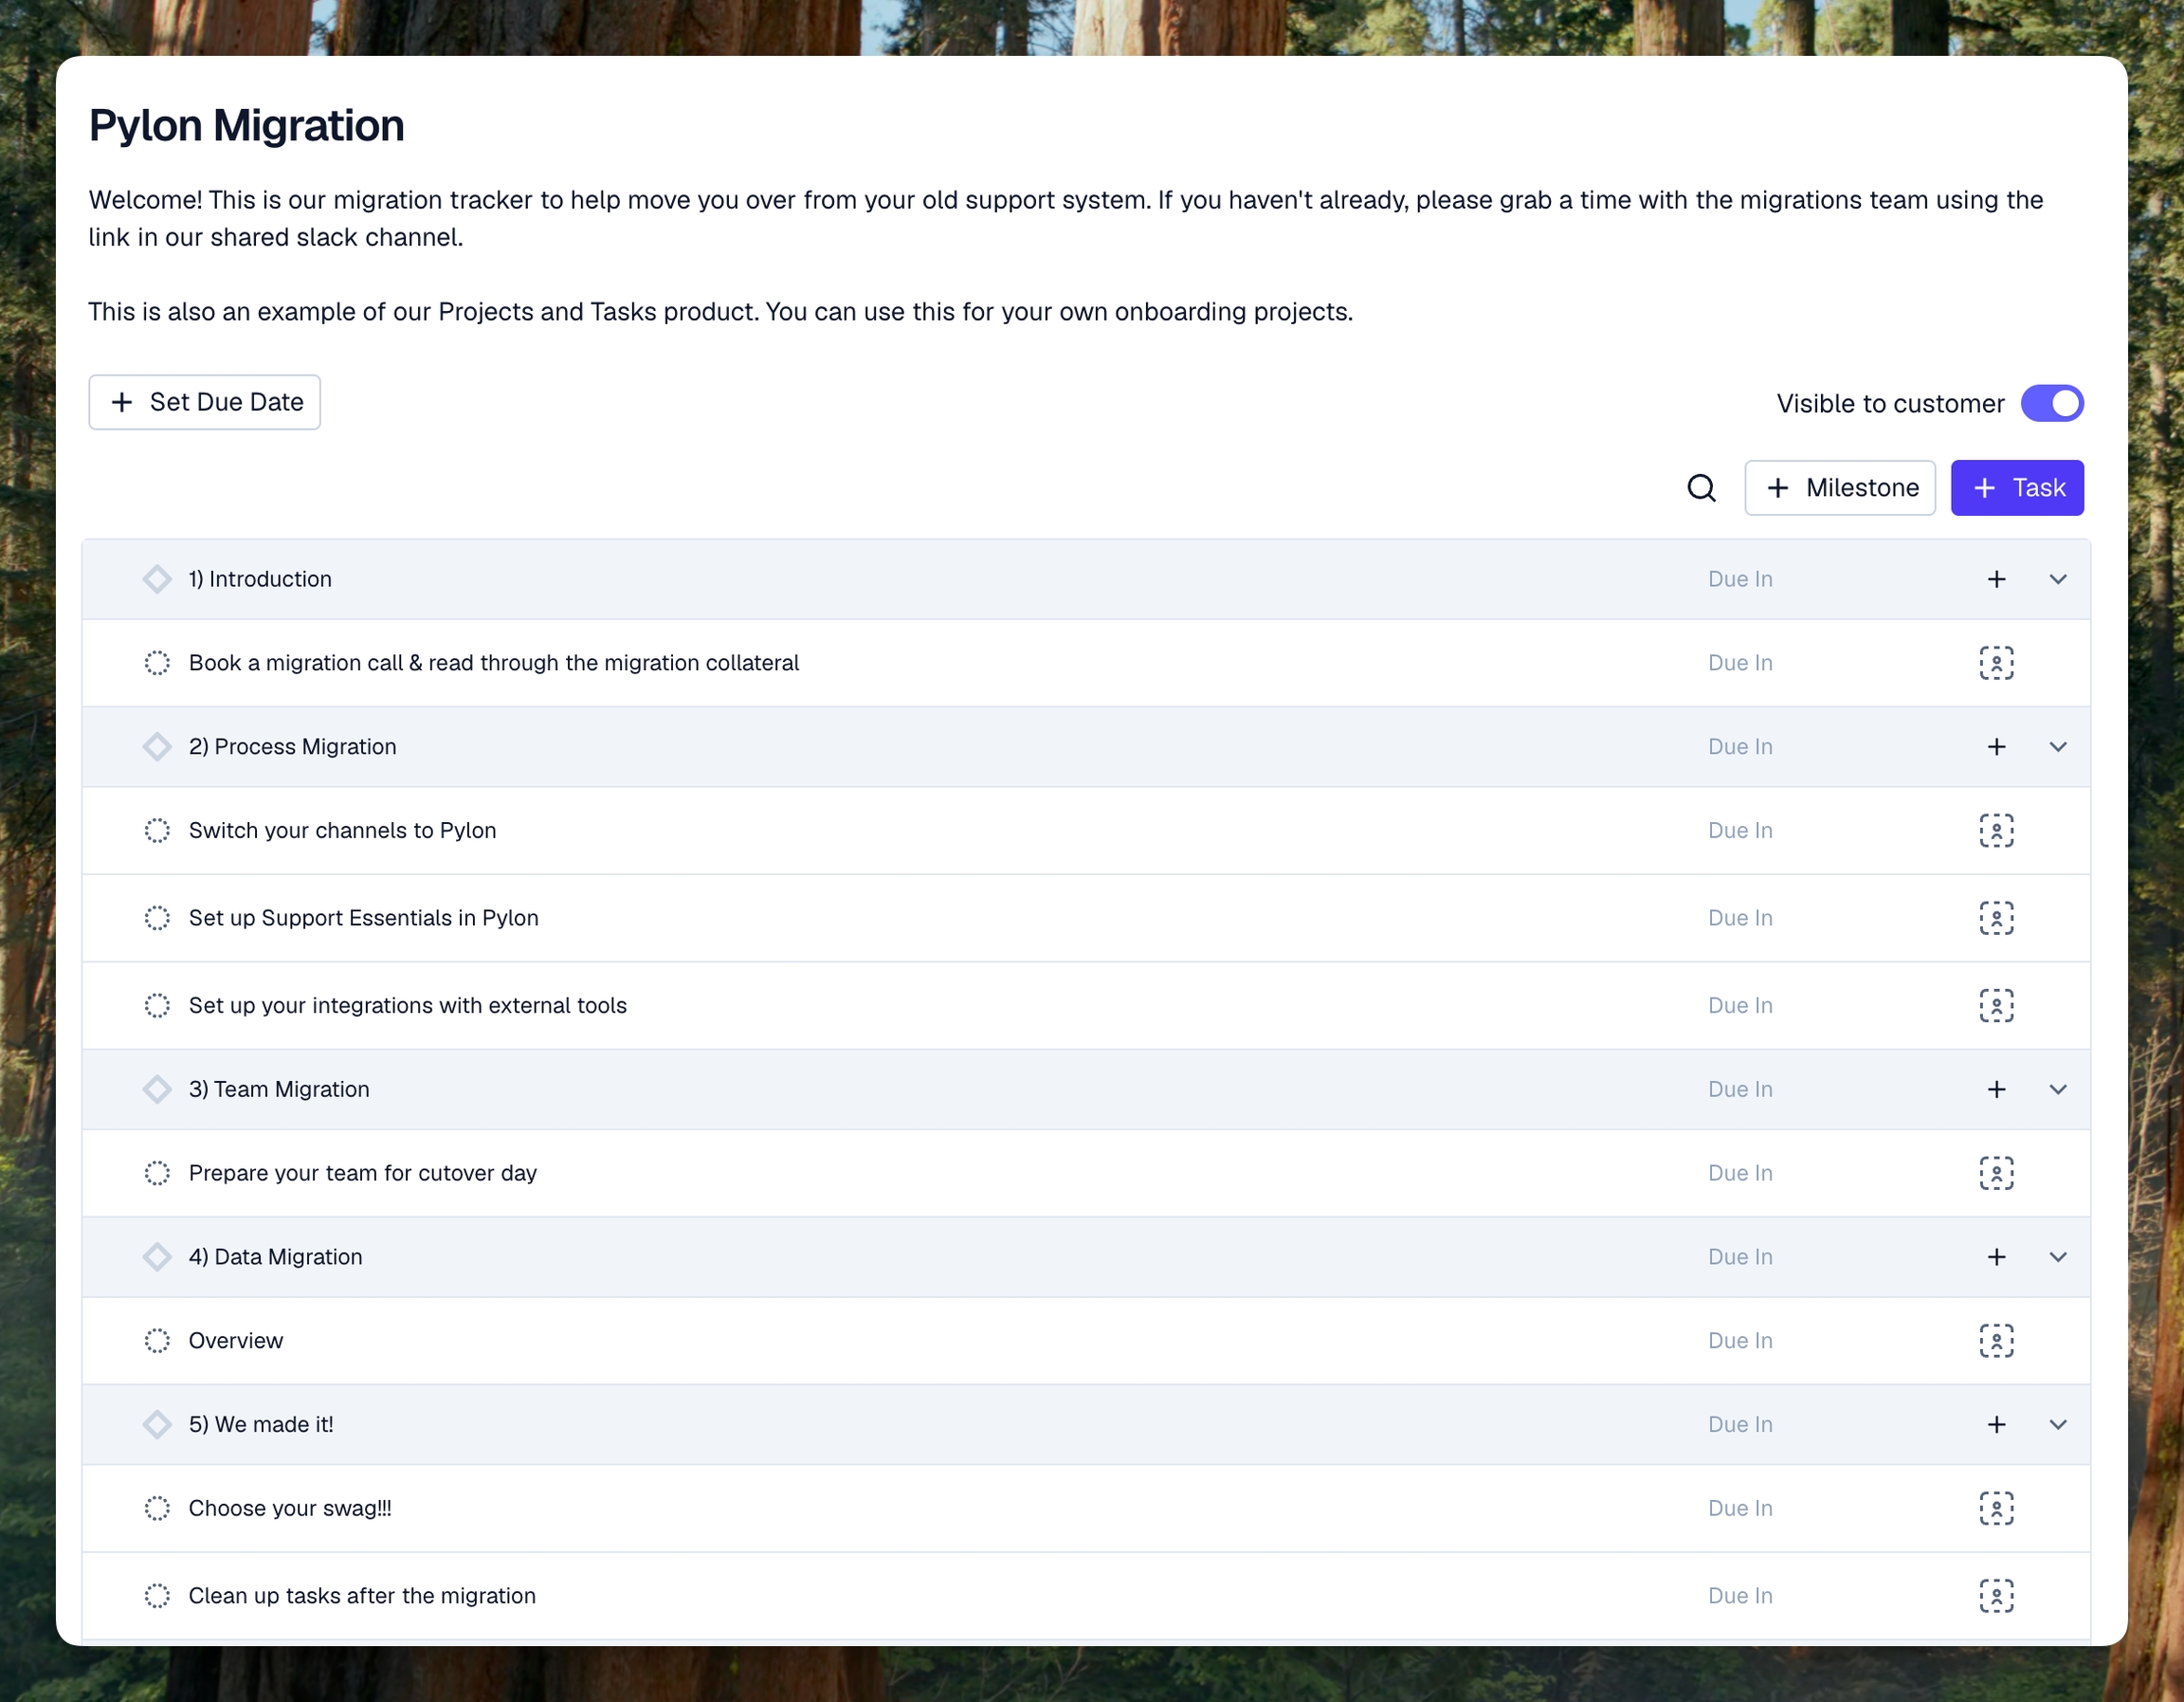 Pylon Migration
Welcome! This is our migration tracker to help move you over from your old support system. If you haven't already, please grab a time with the migrations team using the
link in our shared slack channel.
This is also an example of our Projects and Tasks product. You can use this for your own onboarding projects.
Set Due Date
Visible to customer
Milestone
Task
1) Introduction Due In
Book a migration call & read through the migration collateral Due In
2) Process Migration Due In
Switch your channels to Pylon Due In
Set up Support Essentials in Pylon Due In
Set up your integrations with external tools Due In
3) Team Migration Due In
Prepare your team for cutover day Due In
4) Data Migration Due In
Overview Due In
5) We made it! Due In
Choose your swag!!! Due In
Clean up tasks after the migration Due In